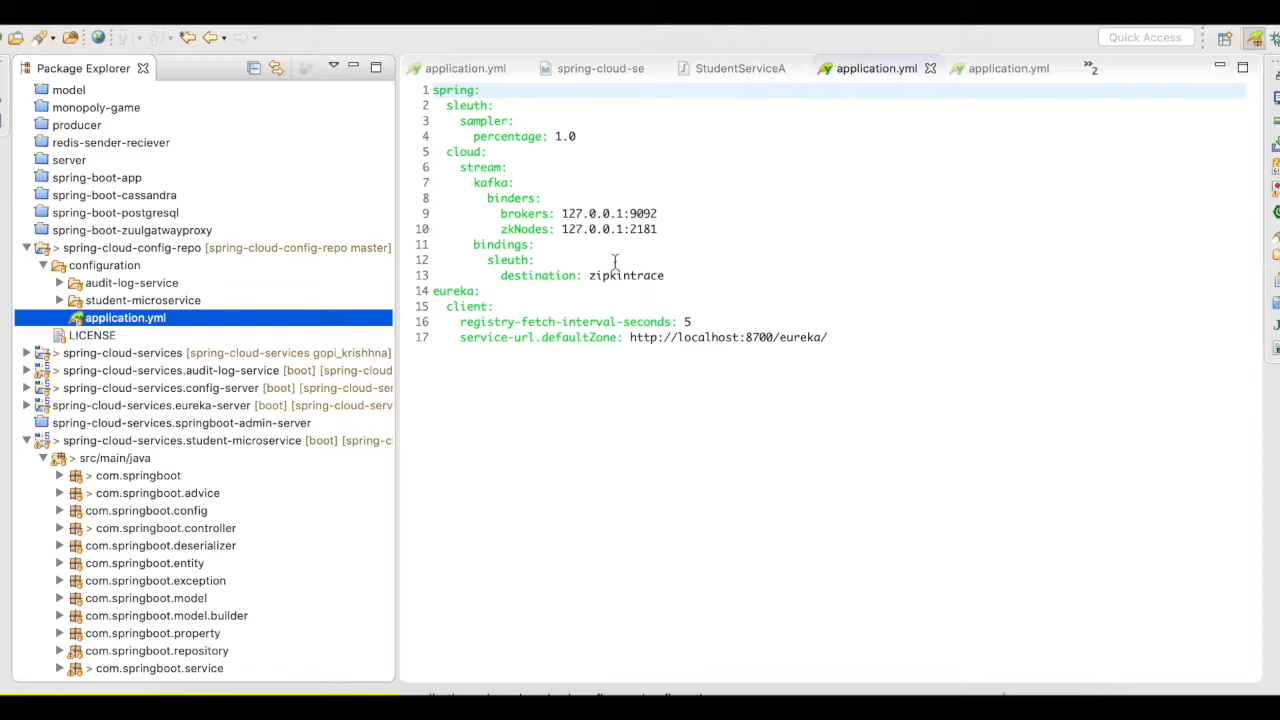 Quick Access
Package Explorer
model
monopoly-game
producer
redis-sender-reciever
server
spring-boot-app
spring-boot-cassandra
spring-boot-postgresql
spring-boot-zuulgatwayproxy
> spring-cloud-config-repo [spring-cloud-config-repo master]
configuration
audit-log-service
student-microservice
application.yml
LICENSE
> spring-cloud-services [spring-cloud-services gopi_krishhna]
> spring-cloud-services.audit-log-service [boot] [spring-cloud
> spring-cloud-services.config-server [boot] [spring-cloud-ser
spring-cloud-services.eureka-server [boot] [spring-cloud-serv
spring-cloud-services.springboot-admin-server
> spring-cloud-services.student-microservice [boot] [spring-cl
> src/main/java
> com.springboot
> com.springboot.advice
com.springboot.config
> com.springboot.controller
com.springboot.deserializer
com.springboot.entity
com.springboot.exception
com.springboot.model
com.springboot.model.builder
com.springboot.property
com.springboot.repository
> com.springboot.service
application.yml
spring-cloud-se
StudentServiceA
application.yml
application.yml
»2
1 spring:
2 sleuth:
3 sampler:
4 percentage: 1.0
5 cloud:
6 stream:
7 kafka:
8 binders:
9 brokers: 127.0.0.1:9092
10 zkNodes: 127.0.0.1:2181
11 bindings:
12 sleuth:
13 destination: zipkintrace
14 eureka:
15 client:
16 registry-fetch-interval-seconds: 5
17 service-url.defaultZone: http://localhost:8700/eureka/